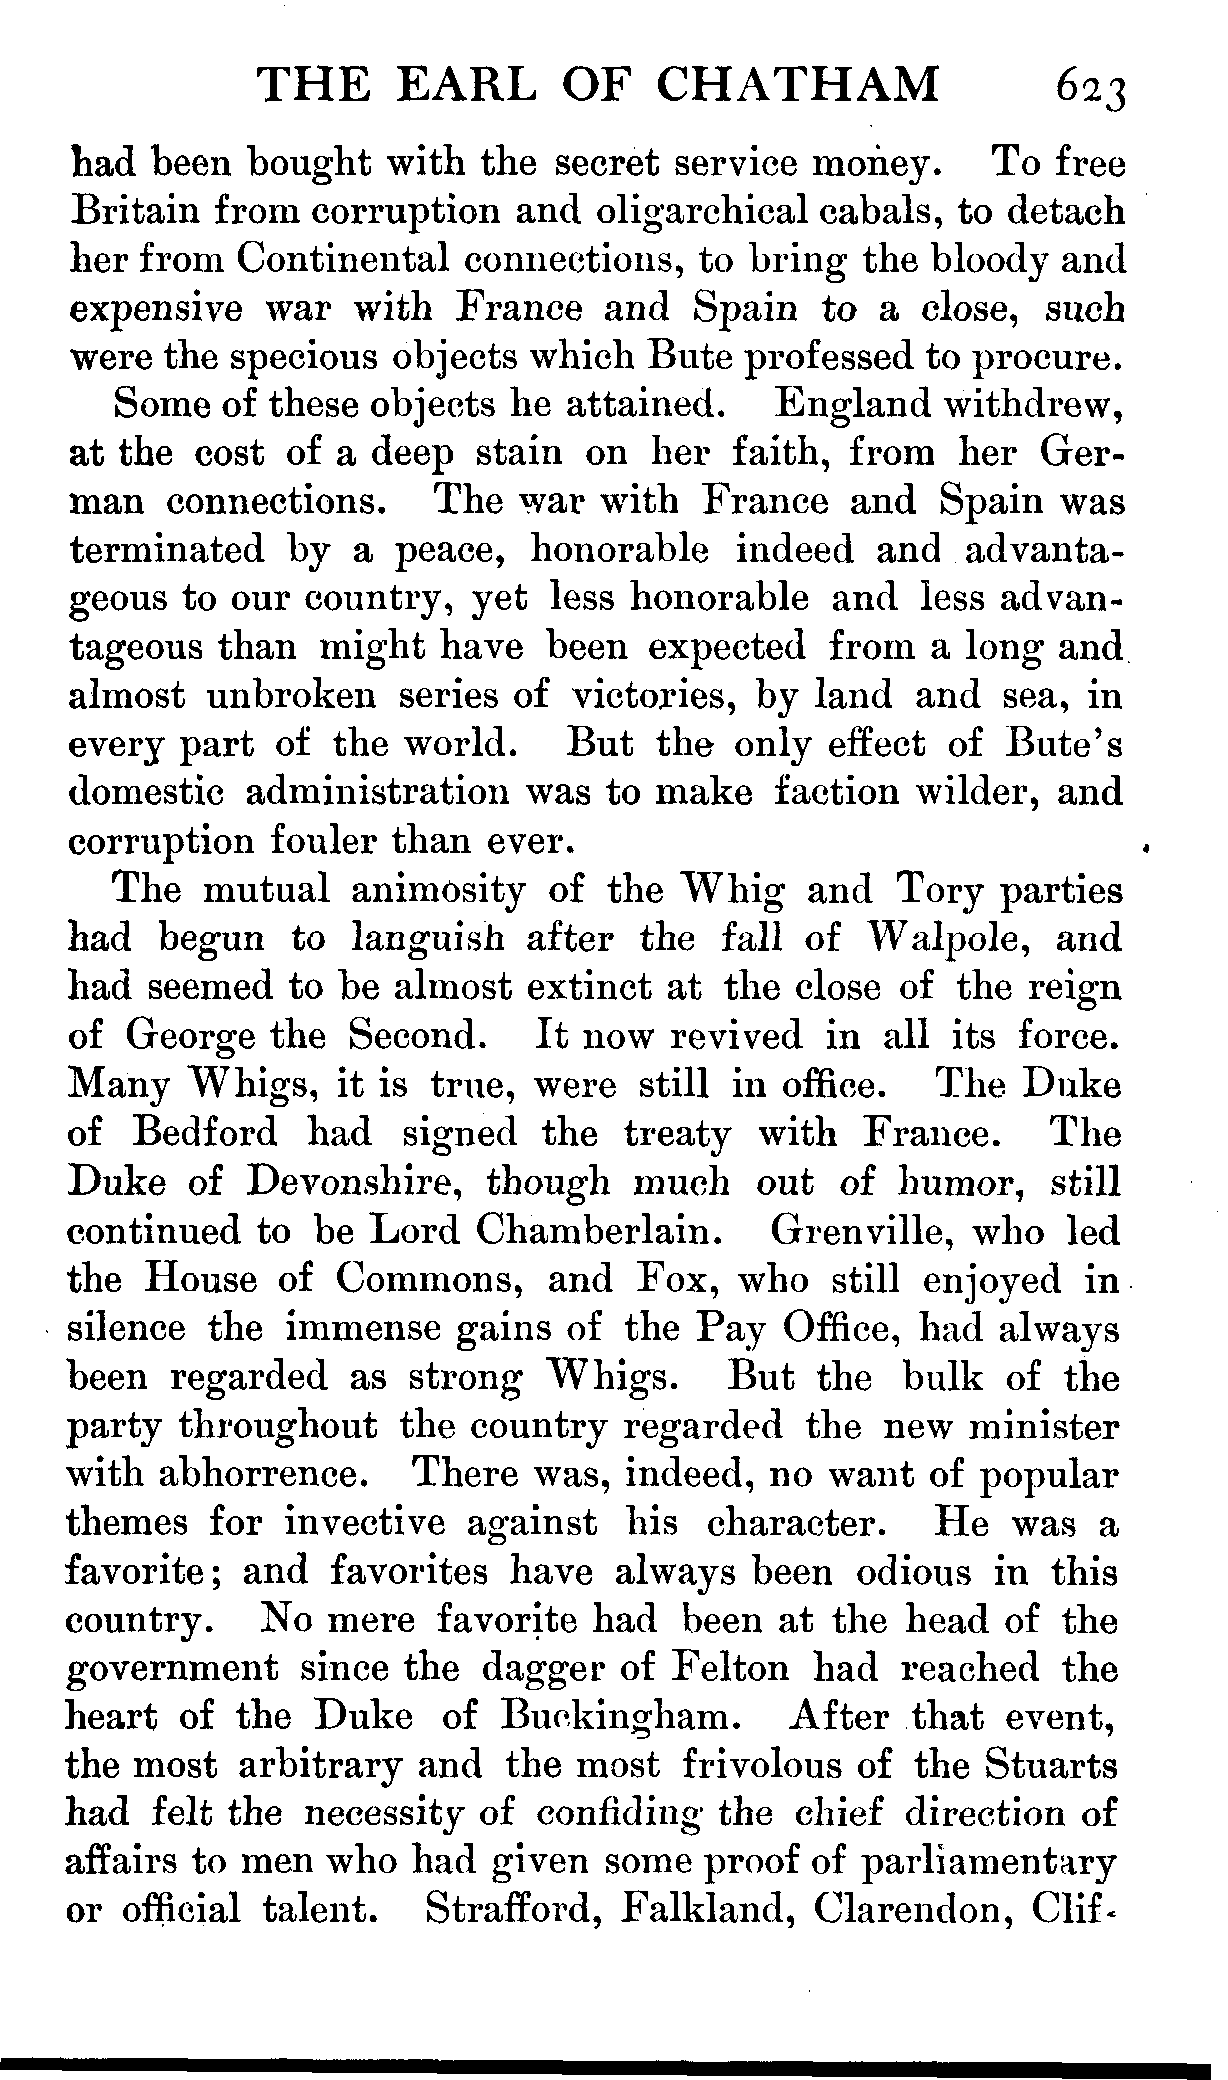 THE EARL OF CHATHAM 623
had been bought with the secret service money. To free
Britain from corruption and oligarchical cabals, to detach
her from Continental connections, to bring the bloody and
expensive war with France and Spain to a close, such
were the specious objects which Bute professed to procure.
Some of these objects he attained. England withdrew,
at the cost of a deep stain on her faith, from her Ger-
man connections. The war with France and Spain was
terminated by a peace, honorable indeed and advanta-
geous to our country, yet less honorable and less advan-
tageous than might have been expected from a long and
almost unbroken series of victories, by land and sea, in
every part of the world. But the only effect of Bute's
domestic administration was to make faction wilder, and
corruption fouler than ever.
The mutual animosity of the Whig and Tory parties
had begun to languish after the fall of Walpole, and
had seemed to be almost extinct at the close of the reign
of George the Second. It now revived in all its force.
Many Whigs, it is true, were still in office. The Duke
of Bedford had signed the treaty with France. The
Duke of Devonshire, though much out of humor, still
continued to be Lord Chamberlain. Grenville, who led
the House of Commons, and Fox, who still enjoyed in
silence the immense gains of the Pay Office, had always
been regarded as strong Whigs. But the bulk of the
party throughout the country regarded the new minister
with abhorrence. There was, indeed, no want of popular
themes for invective against his character. He was a
favorite; and favorites have always been odious in this
country. No mere favorite had been at the head of the
government since the dagger of Felton had reached the
heart of the Duke of Buckingham. After that event,
the most arbitrary and the most frivolous of the Stuarts
had felt the necessity of confiding the chief direction of
affairs to men who had given some proof of parliamentary
or official talent. Strafford, Falkland, Clarendon, Clif-